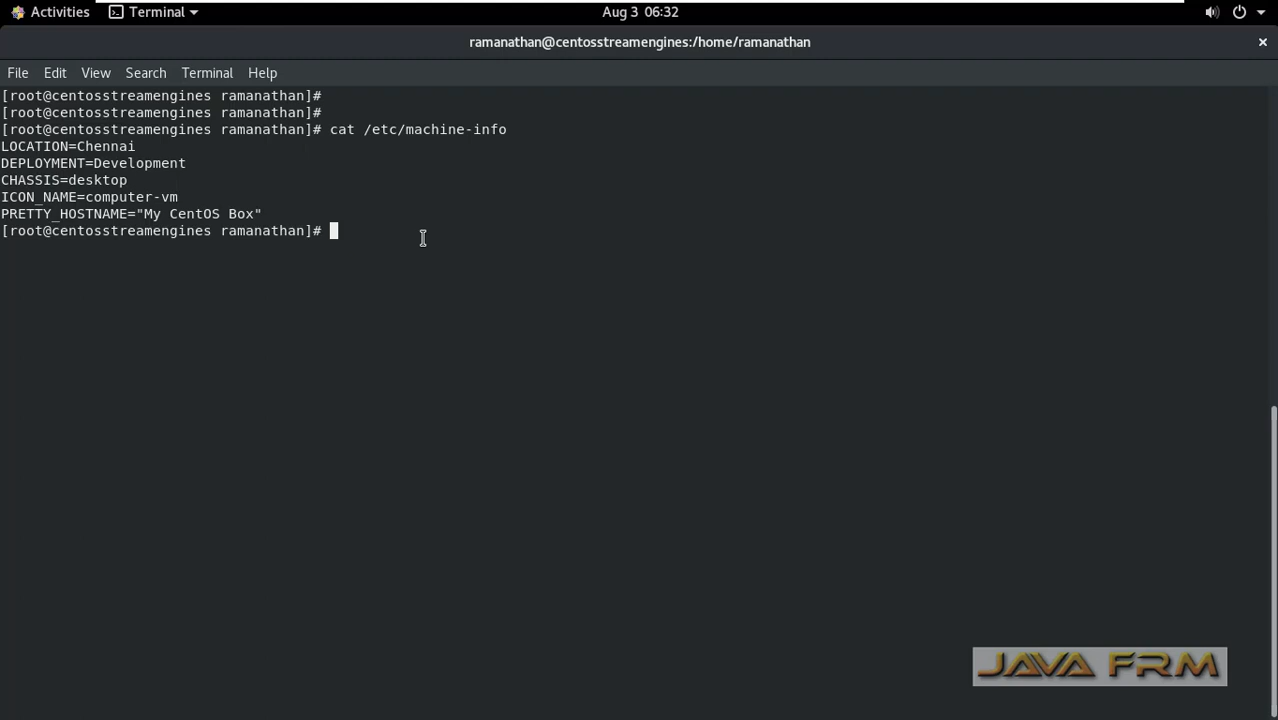 Activities Terminal Aug 3 06:32
ramanathan@centosstreamengines:/home/ramanathan
File Edit View Search Terminal Help
[root@centosstreamengines ramanathan]#
[root@centosstreamengines ramanathan]#
[root@centosstreamengines ramanathan]# cat /etc/machine-info
LOCATION=Chennai
DEPLOYMENT=Development
CHASSIS=desktop
ICON_NAME=computer-vm
PRETTY_HOSTNAME="My CentOS Box"
[root@centosstreamengines ramanathan]#
JAVA FRM